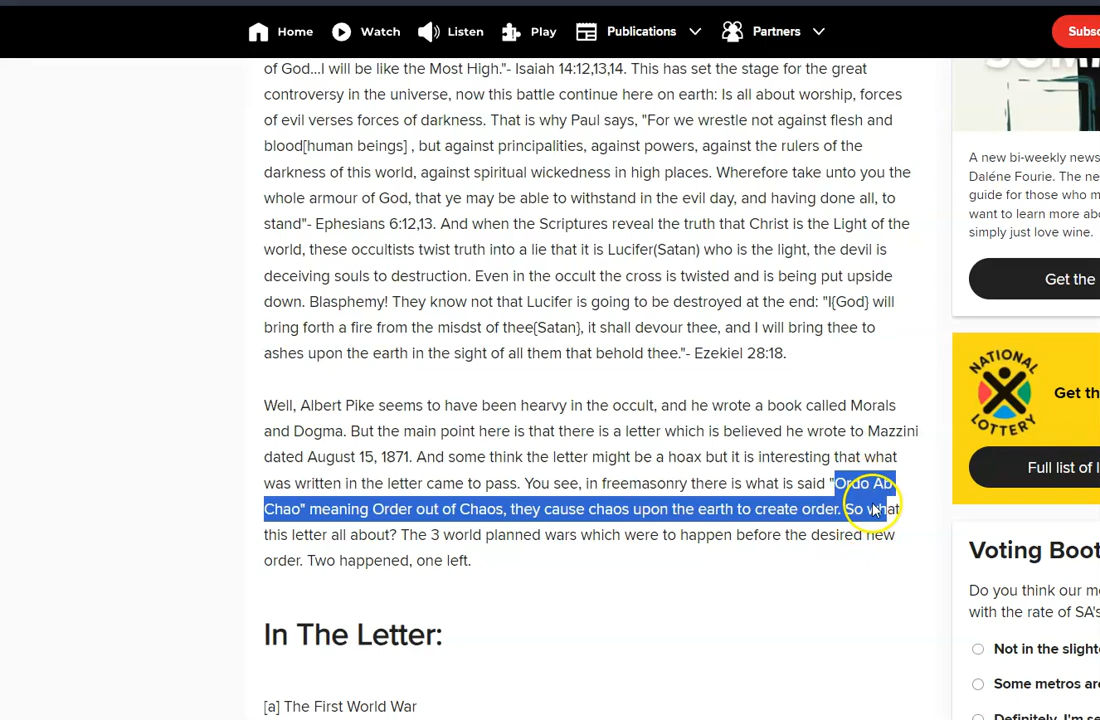 Home Watch Listen Play Publications Partners
of God...I will be like the Most High."- Isaiah 14:12,13,14. This has set the stage for the great
controversy in the universe, now this battle continue here on earth: Is all about worship, forces
of evil verses forces of darkness. That is why Paul says, "For we wrestle not against flesh and
blood[human beings] , but against principalities, against powers, against the rulers of the
darkness of this world, against spiritual wickedness in high places. Wherefore take unto you the
whole armour of God, that ye may be able to withstand in the evil day, and having done all, to
stand"- Ephesians 6:12,13. And when the Scriptures reveal the truth that Christ is the Light of the
world, these occultists twist truth into a lie that it is Lucifer(Satan) who is the light, the devil is
deceiving souls to destruction. Even in the occult the cross is twisted and is being put upside
down. Blasphemy! They know not that Lucifer is going to be destroyed at the end: "I{God} will
bring forth a fire from the misdst of thee{Satan}, it shall devour thee, and I will bring thee to
ashes upon the earth in the sight of all them that behold thee."- Ezekiel 28:18.
Well, Albert Pike seems to have been hearvy in the occult, and he wrote a book called Morals
and Dogma. But the main point here is that there is a letter which is believed he wrote to Mazzini
dated August 15, 1871. And some think the letter might be a hoax but it is interesting that what
was written in the letter came to pass. You see, in freemasonry there is what is said "Ordo Ab
Chao" meaning Order out of Chaos, they cause chaos upon the earth to create order. So what
this letter all about? The 3 world planned wars which were to happen before the desired new
order. Two happened, one left.
In The Letter:
[a] The First World War
A new bi-weekly news
Daléne Fourie. The ne
guide for those who m
want to learn more abo
simply just love wine.
Get the
NATIONAL
LOTTERY
Get th
Full list of l
Voting Boot
Do you think our m
with the rate of SA's
Not in the slight
Some metros are
Definitely, I'm se